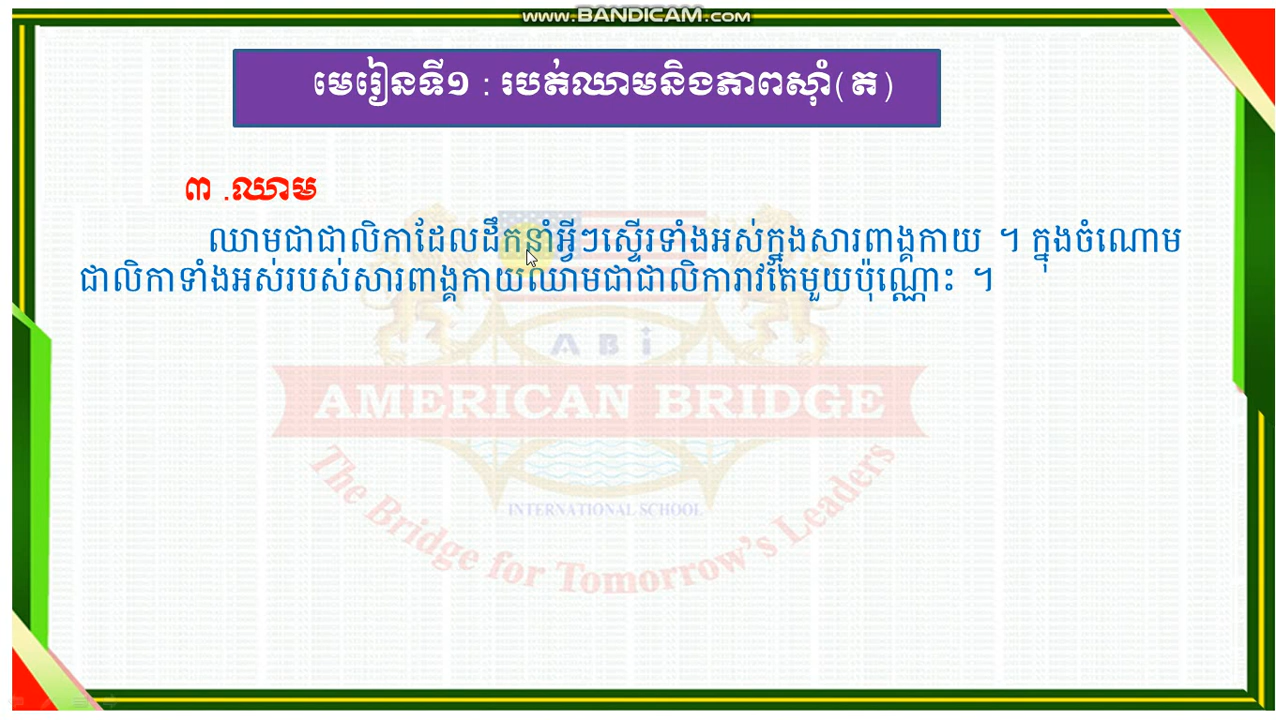 www.BANDICAM.com
មេរៀនទី១ : របត់ឈាមនិងភាពស៊ាំ(ត)
៣ .ឈាម
ឈាមជាជាលិកាដែលដឹកនាំអ្វីៗស្ទើរទាំងអស់ក្នុងសារពាង្គកាយ ។ ក្នុងចំណោម
ជាលិកាទាំងអស់របស់សារពាង្គកាយឈាមជាជាលិការាវតែមួយប៉ុណ្ណោះ ។
ABi
AMERICAN BRIDGE
INTERNATIONAL SCHOOL
The Bridge for Tomorrow's Leaders